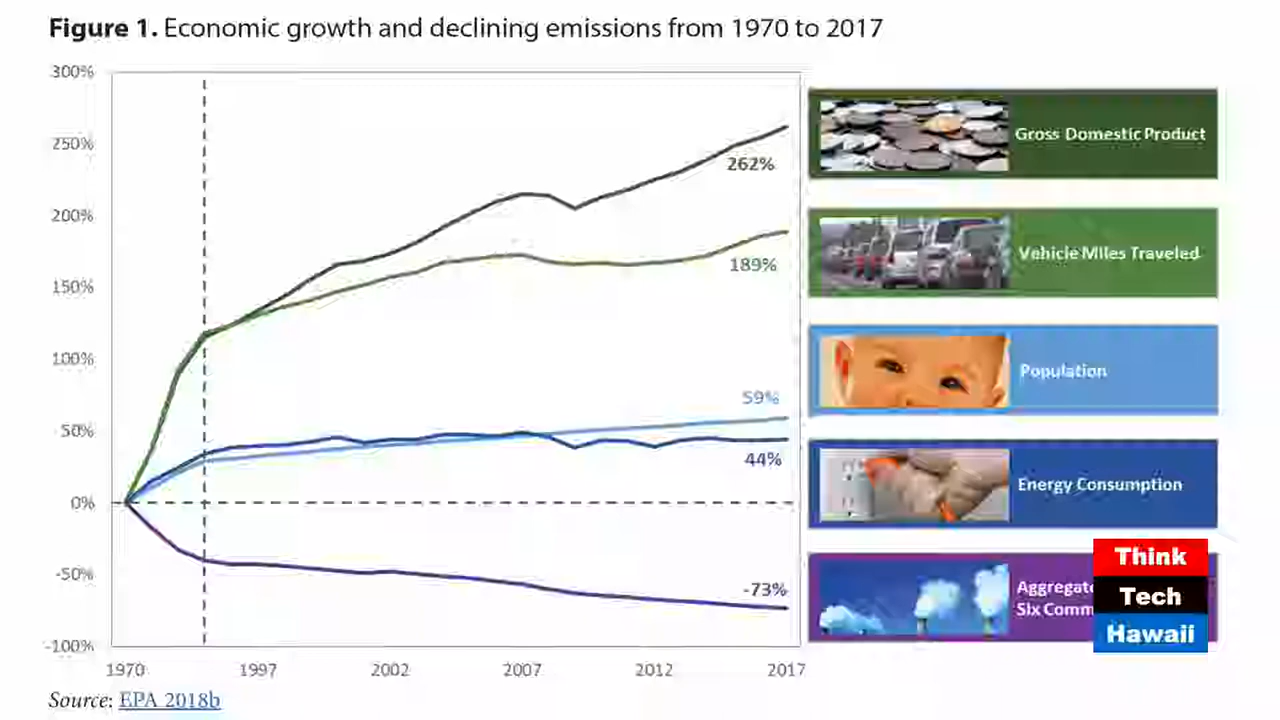 Figure 1. Economic growth and declining emissions from 1970 to 2017
300%
250%
200%
150%
100%
50%
0%
-50%
-100%
262%
189%
59%
44%
-73%
1970
1997
2002
2007
2012
2017
Gross Domestic Product
Vehicle Miles Traveled
Population
Energy Consumption
Aggregate
Six
Think
Tech
Hawaii
Source: EPA 2018b